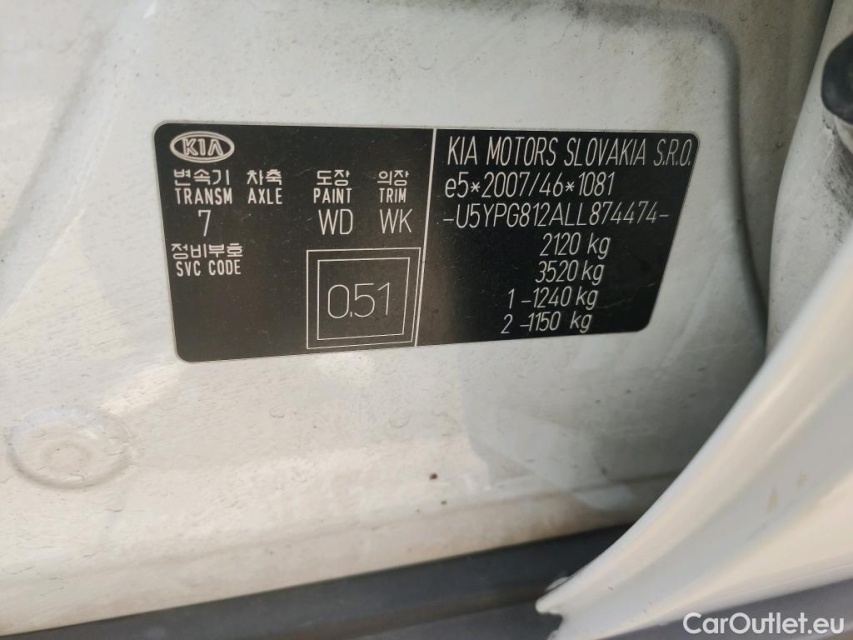 KIA
변속기 차축 도장 의장
TRANSM AXLE PAINT TRIM
7 WD WK
정비부호
SVC CODE
0.51
KIA MOTORS SLOVAKIA S.R.O.
e5*2007/46*1081
-U5YPG812ALL874474-
2120 kg
3520 kg
1 -1240 kg
2 -1150 kg
CarOutlet.eu